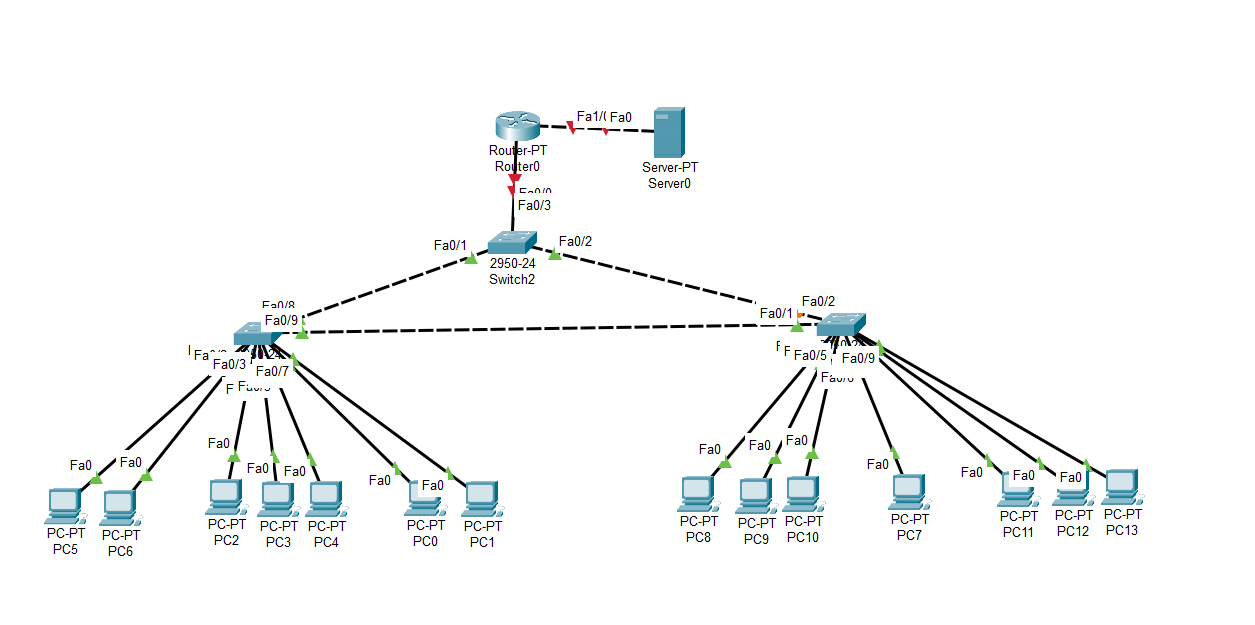 Fa1/
Fa0
Router-PT
Router0
Server-PT
Server0
Fa0/0
Fa0/3
Fa0/1
Fa0/2
2950-24
Switch2
Fa0/8
Fa0/9
Fa0/2
Fa0/1
Fa0/3
Fa0/7
Fa0/5
Fa0/9
Fa0/6
Fa0
Fa0
Fa0
Fa0
Fa0
Fa0
Fa0
Fa0
Fa0
Fa0
Fa0
Fa0
Fa0
Fa0
PC-PT
PC5
PC-PT
PC6
PC-PT
PC2
PC-PT
PC3
PC-PT
PC4
PC-PT
PC0
PC-PT
PC1
PC-PT
PC8
PC-PT
PC9
PC-PT
PC10
PC-PT
PC7
PC-PT
PC11
PC-PT
PC12
PC-PT
PC13